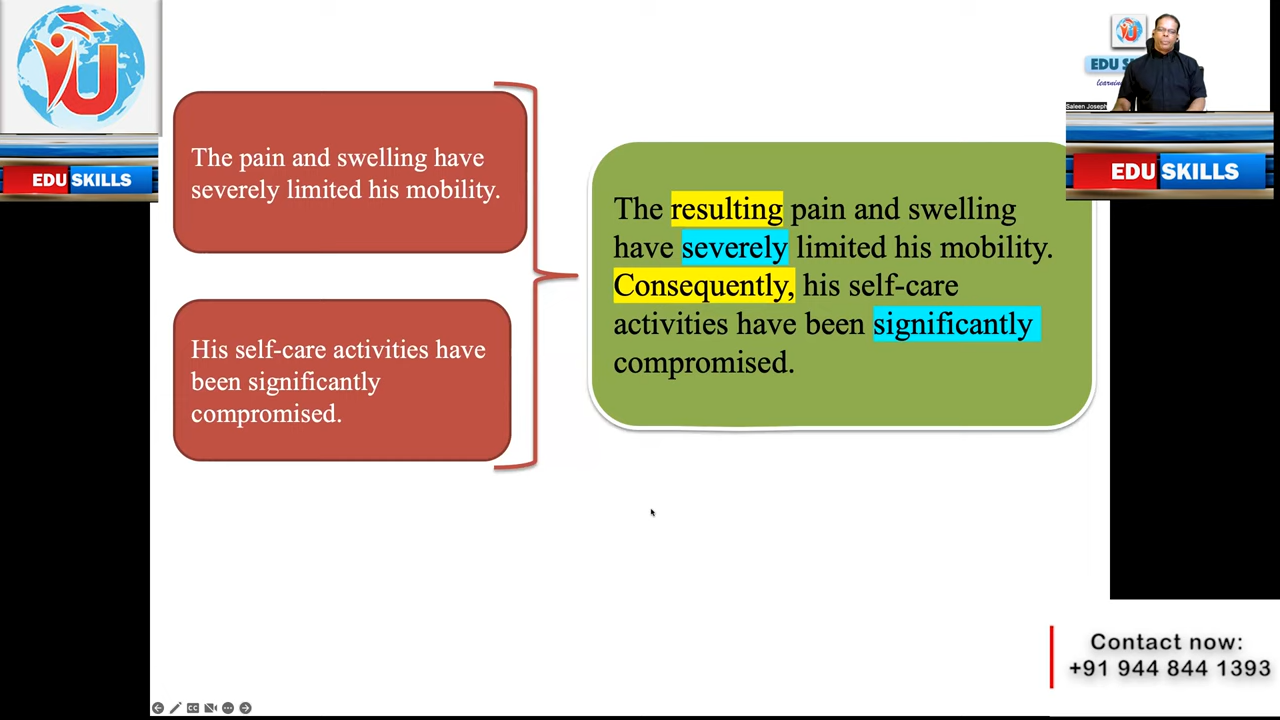 EDU SKILLS
The pain and swelling have
severely limited his mobility.
His self-care activities have
been significantly
compromised.
The resulting pain and swelling
have severely limited his mobility.
Consequently, his self-care
activities have been significantly
compromised.
Saleen Joseph
EDU SKILLS
Contact now:
+91 944 844 1393